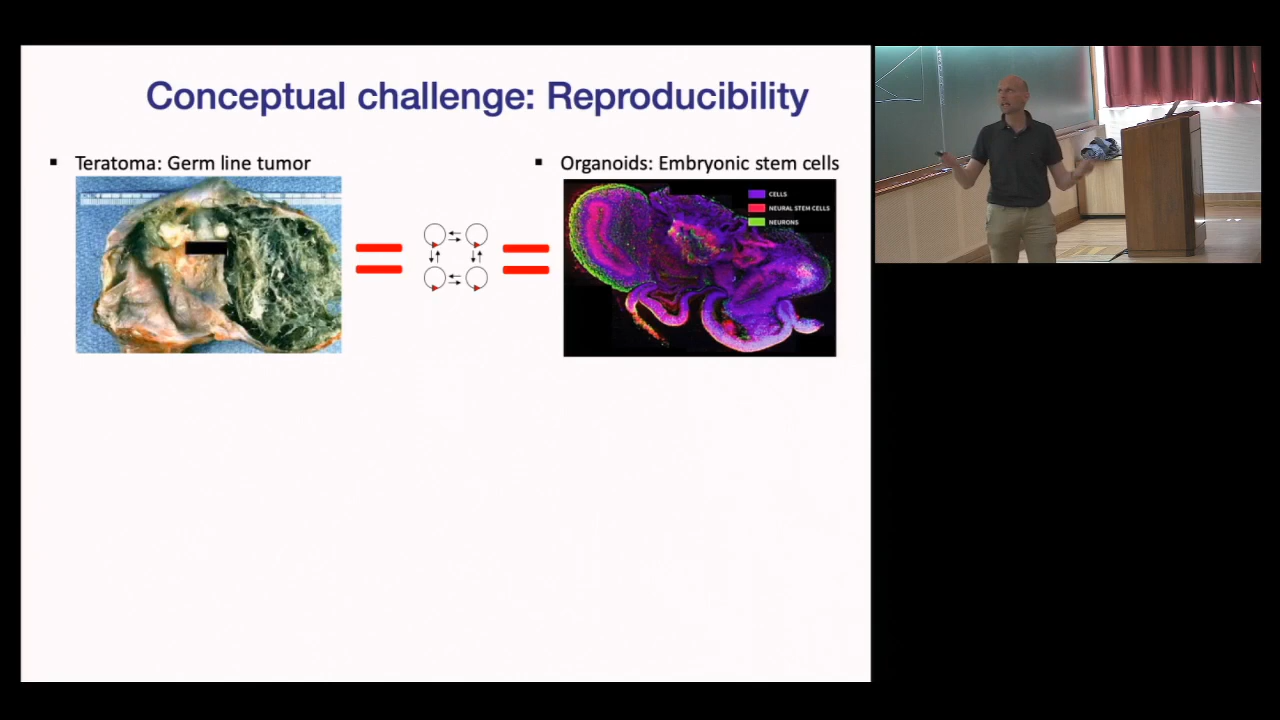 Conceptual challenge: Reproducibility
▪ Teratoma: Germ line tumor
▪ Organoids: Embryonic stem cells
CELLS
NEURAL STEM CELLS
NEURONS